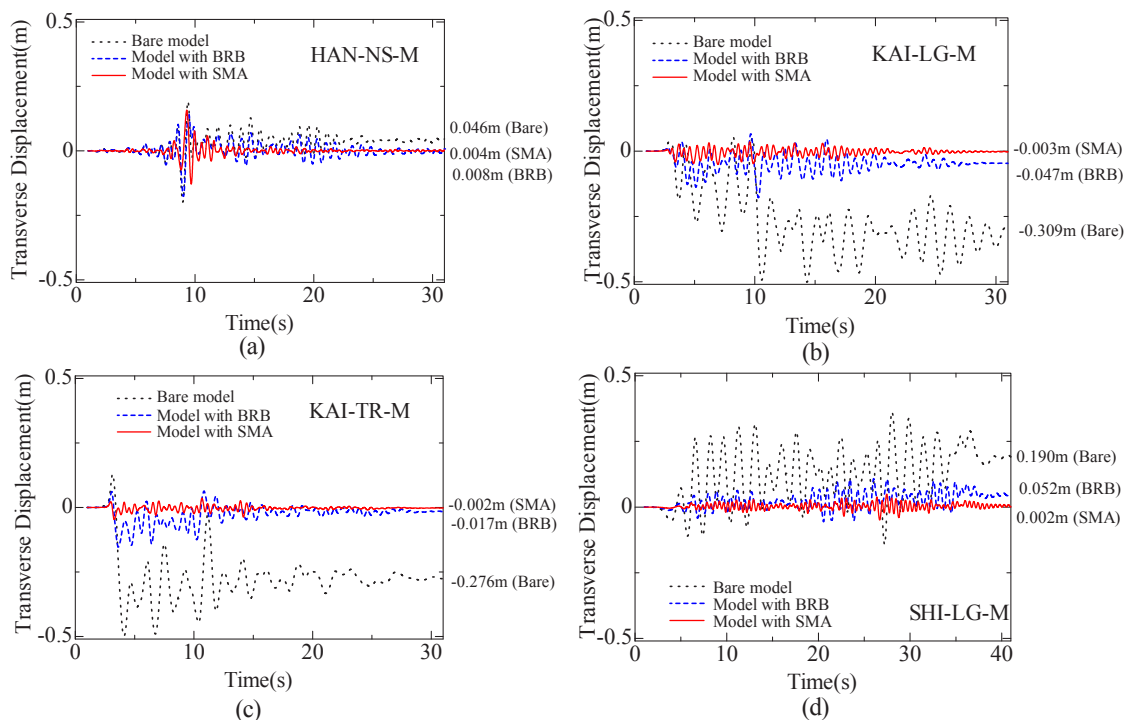 0.5
Transverse Displacement(m)
Bare model
Model with BRB
Model with SMA
HAN-NS-M
0.046m (Bare)
0
0.004m (SMA)
0.008m (BRB)
-0.5
0 10 20 30
Time(s)
(a)
0.5
Transverse Displacement(m)
Bare model
Model with BRB
Model with SMA
KAI-LG-M
0
-0.003m (SMA)
-0.047m (BRB)
-0.309m (Bare)
-0.5
0 10 20 30
Time(s)
(b)
0.5
Transverse Displacement(m)
Bare model
Model with BRB
Model with SMA
KAI-TR-M
0
-0.002m (SMA)
-0.017m (BRB)
-0.276m (Bare)
-0.5
0 10 20 30
Time(s)
(c)
0.5
Transverse Displacement(m)
0.190m (Bare)
0.052m (BRB)
0
0.002m (SMA)
Bare model
Model with BRB
Model with SMA
SHI-LG-M
-0.5
0 10 20 30 40
Time(s)
(d)